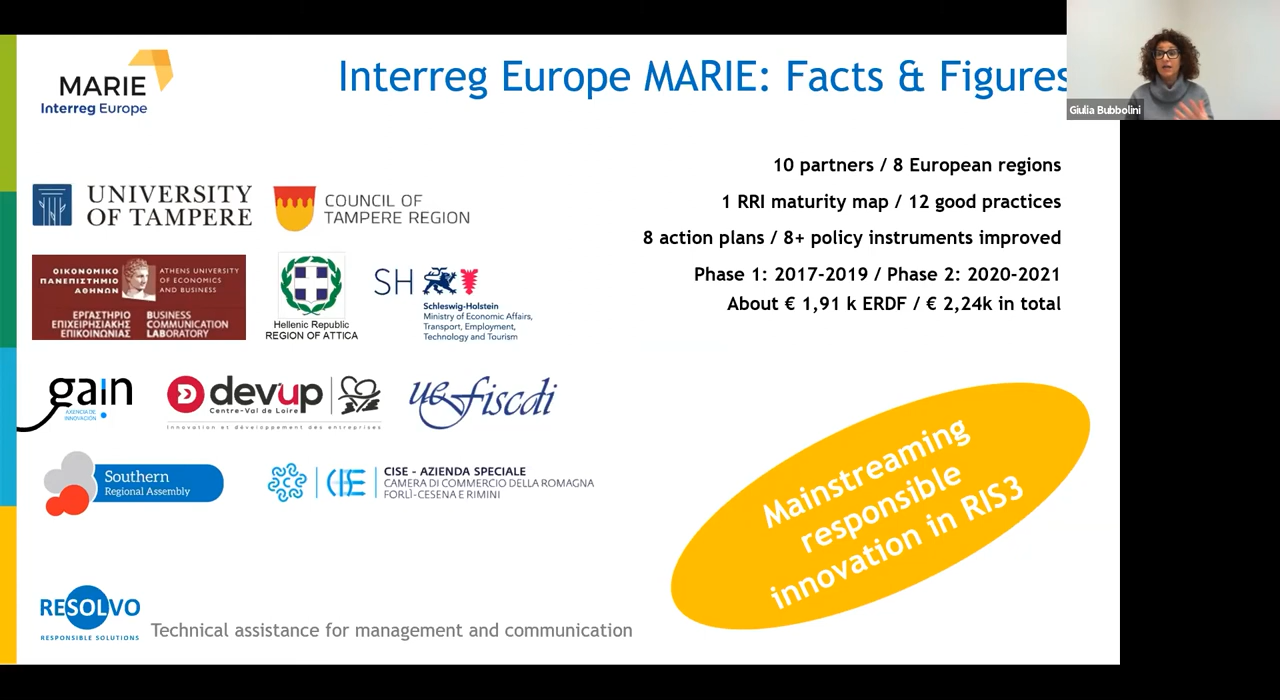 MARIE
Interreg Europe
Interreg Europe MARIE: Facts & Figures
Giulia Bubbolini
10 partners / 8 European regions
1 RRI maturity map / 12 good practices
8 action plans / 8+ policy instruments improved
Phase 1: 2017-2019 / Phase 2: 2020-2021
About € 1,91 k ERDF / € 2,24k in total
UNIVERSITY
OF TAMPERE
COUNCIL OF
TAMPERE REGION
ΟΙΚΟΝΟΜΙΚΟ
ΠΑΝΕΠΙΣΤΗΜΙΟ
ΑΘΗΝΩΝ
ATHENS UNIVERSITY
OF ECONOMICS
AND BUSINESS
ΕΡΓΑΣΤΗΡΙΟ
ΕΠΙΧΕΙΡΗΣΙΑΚΗΣ
ΕΠΙΚΟΙΝΩΝΙΑΣ
BUSINESS
COMMUNICATION
LABORATORY
Hellenic Republic
REGION OF ATTICA
SH
Schleswig-Holstein
Ministry of Economic Affairs,
Transport, Employment,
Technology and Tourism
gain
AXENCIA DE
INNOVACIÓN
devup
Centre-Val de Loire
Innovation et développement des entreprises
uefiscdi
Southern
Regional Assembly
CISE
CISE - AZIENDA SPECIALE
CAMERA DI COMMERCIO DELLA ROMAGNA
FORLÌ-CESENA E RIMINI
Mainstreaming
responsible
innovation in RIS3
RESOLVO
RESPONSIBLE SOLUTIONS
Technical assistance for management and communication